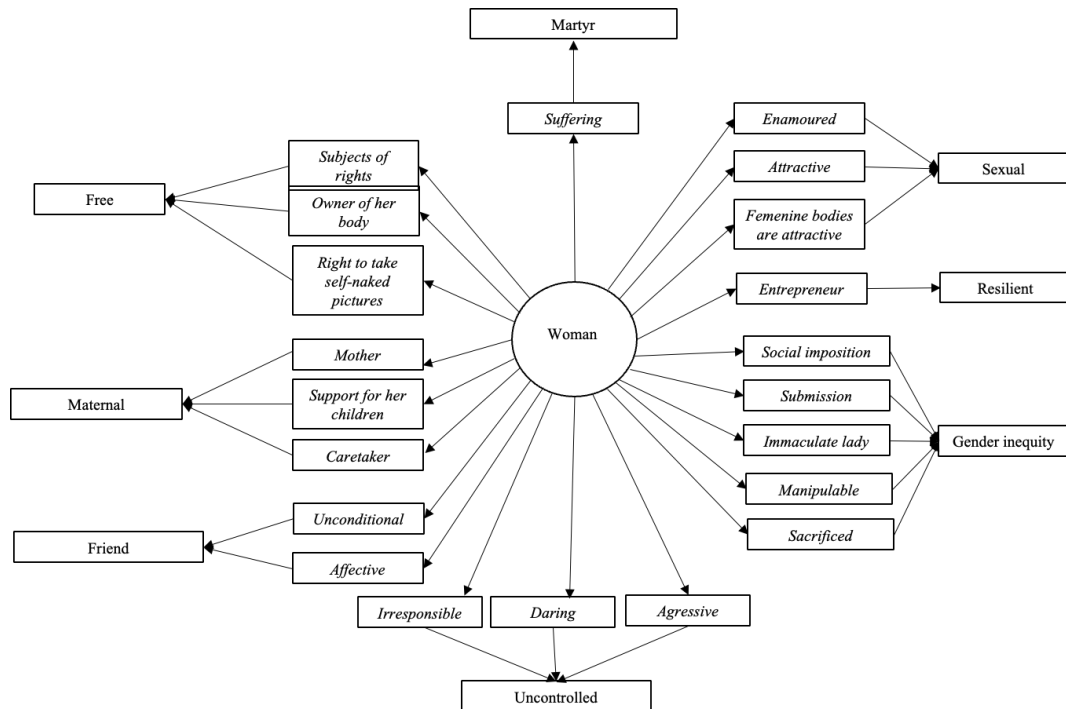 Martyr
Suffering
Enamoured
Attractive
Femenine bodies
are attractive
Sexual
Entrepreneur
Resilient
Subjects of
rights
Owner of her
body
Right to take
self-naked
pictures
Free
Woman
Mother
Support for her
children
Caretaker
Maternal
Social imposition
Submission
Immaculate lady
Manipulable
Sacrificed
Gender inequity
Unconditional
Affective
Friend
Irresponsible
Daring
Agressive
Uncontrolled